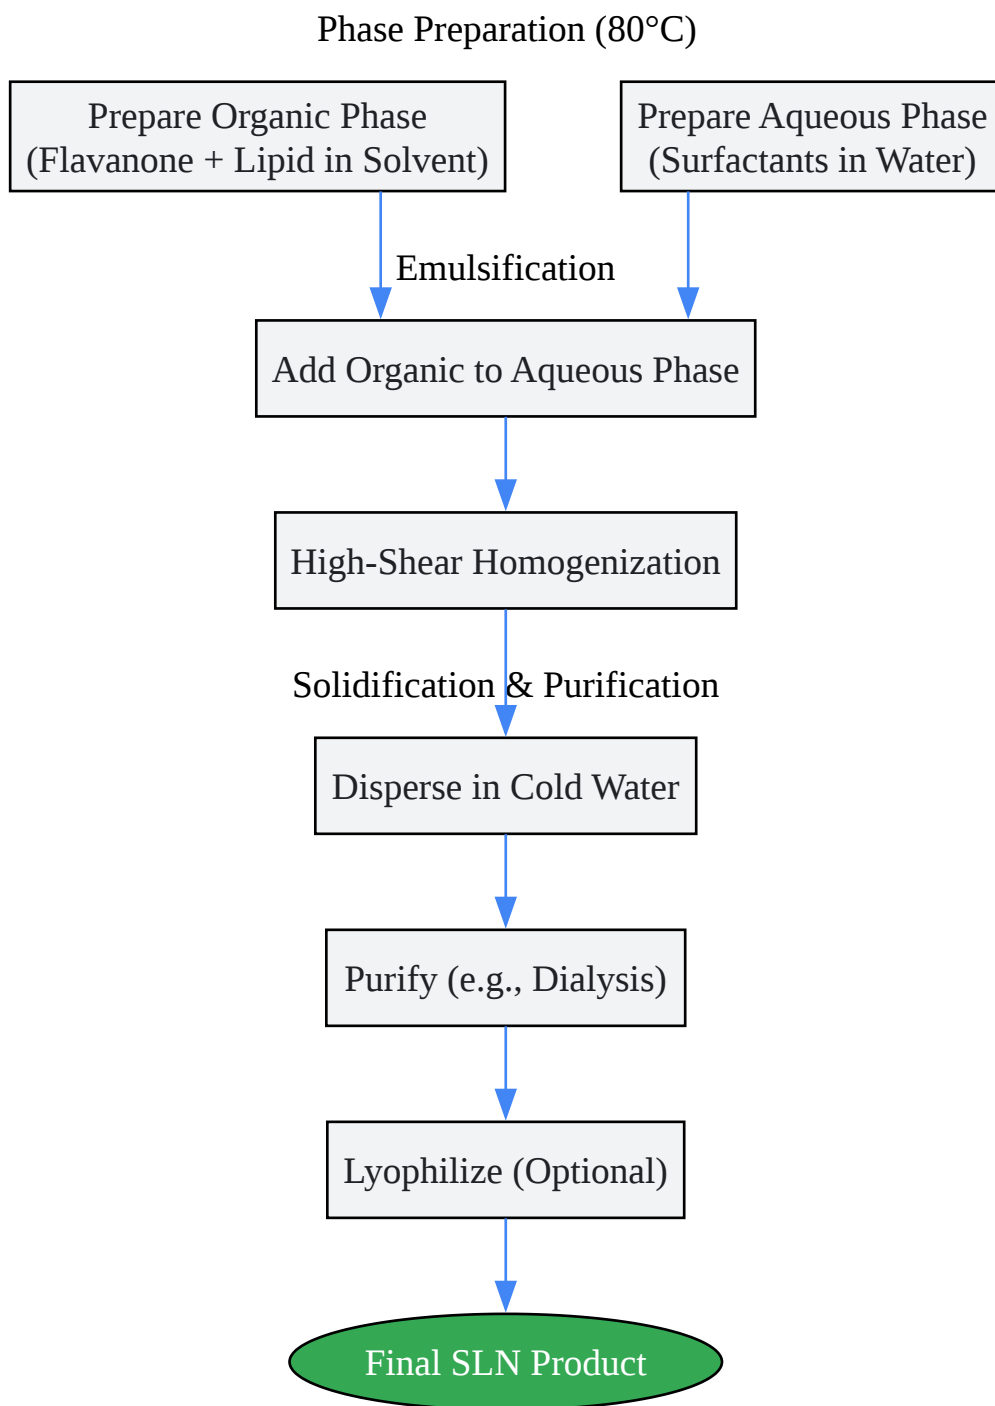 Phase Preparation (80°C)
Prepare Organic Phase
(Flavanone + Lipid in Solvent)
Prepare Aqueous Phase
(Surfactants in Water)
Emulsification
Add Organic to Aqueous Phase
High-Shear Homogenization
Solidification & Purification
Disperse in Cold Water
Purify (e.g., Dialysis)
Lyophilize (Optional)
Final SLN Product